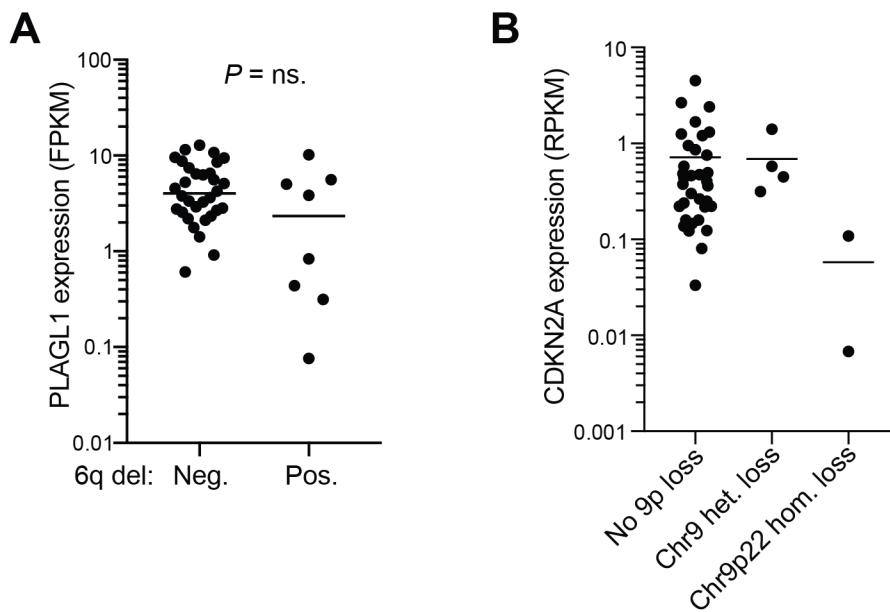 A
PLAGL1 expression (FPKM)
100
10
1
0.1
0.01
P = ns.
6q del: Neg. Pos.
B
CDKN2A expression (RPKM)
10
1
0.1
0.01
0.001
No 9p loss
Chr9 het. loss
Chr9p22 hom. loss